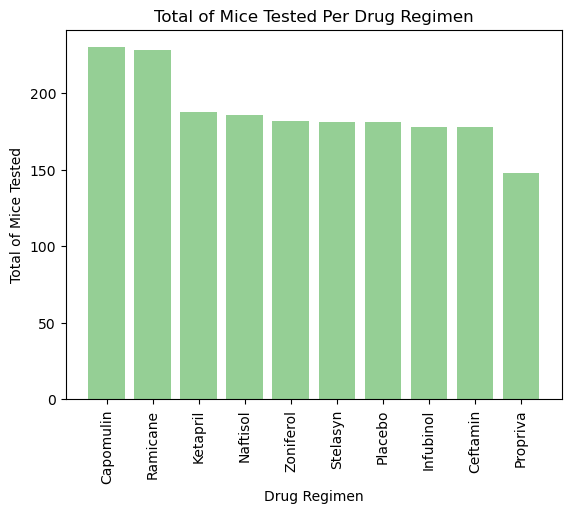 Total of Mice Tested Per Drug Regimen
Total of Mice Tested
200
150
100
50
0
Capomulin
Ramicane
Ketapril
Naftisol
Zoniferol
Stelasyn
Placebo
Infubinol
Ceftamin
Propriva
Drug Regimen